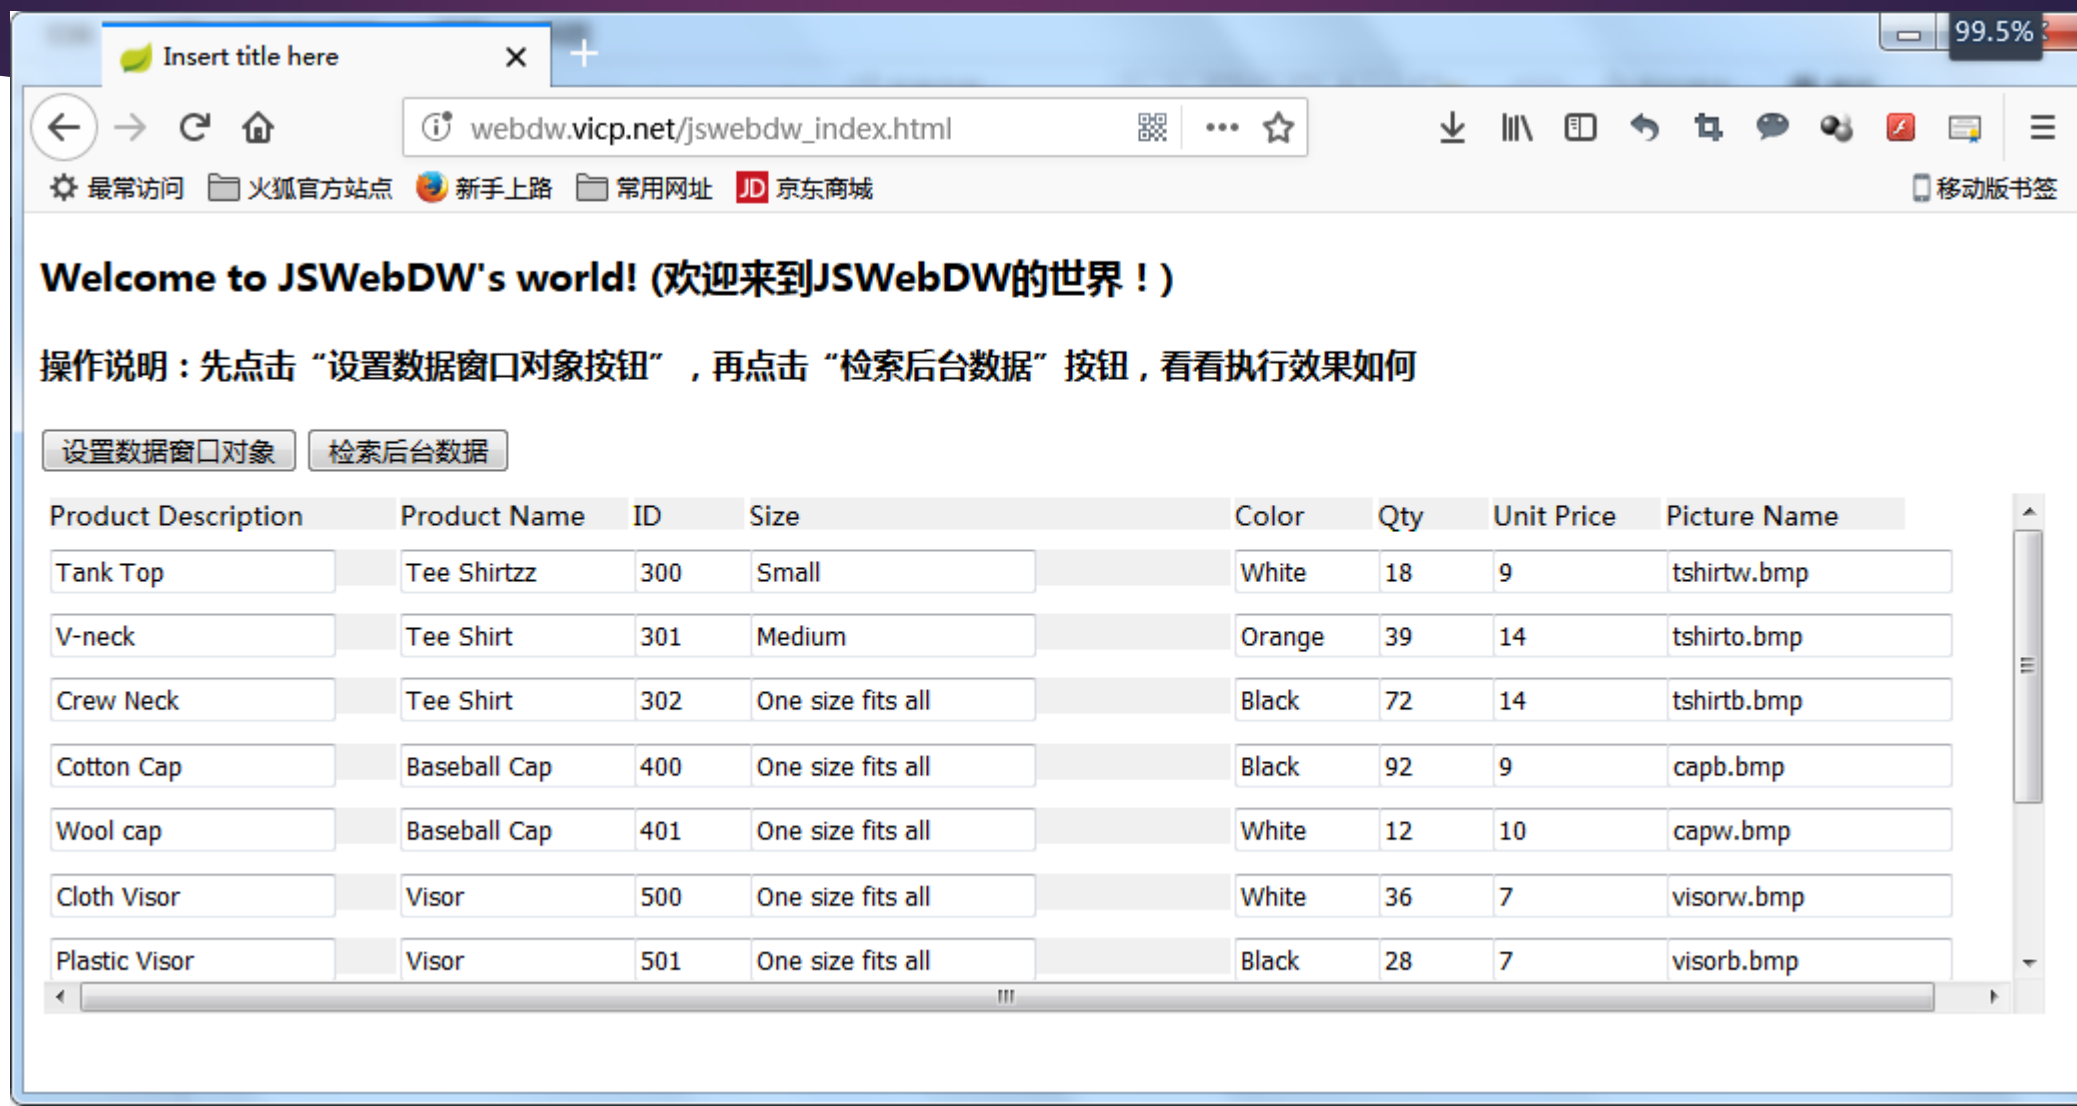 Insert title here
99.5%
webdw.vicp.net/jswebdw_index.html
最常访问 火狐官方站点 新手上路 常用网址 JD 京东商城 移动版书签
Welcome to JSWebDW's world! (欢迎来到JSWebDW的世界！)
操作说明：先点击“设置数据窗口对象按钮”，再点击“检索后台数据”按钮，看看执行效果如何
设置数据窗口对象 检索后台数据
Product Description Product Name ID Size Color Qty Unit Price Picture Name
Tank Top Tee Shirtzz 300 Small White 18 9 tshirtw.bmp
V-neck Tee Shirt 301 Medium Orange 39 14 tshirto.bmp
Crew Neck Tee Shirt 302 One size fits all Black 72 14 tshirtb.bmp
Cotton Cap Baseball Cap 400 One size fits all Black 92 9 capb.bmp
Wool cap Baseball Cap 401 One size fits all White 12 10 capw.bmp
Cloth Visor Visor 500 One size fits all White 36 7 visorw.bmp
Plastic Visor Visor 501 One size fits all Black 28 7 visorb.bmp